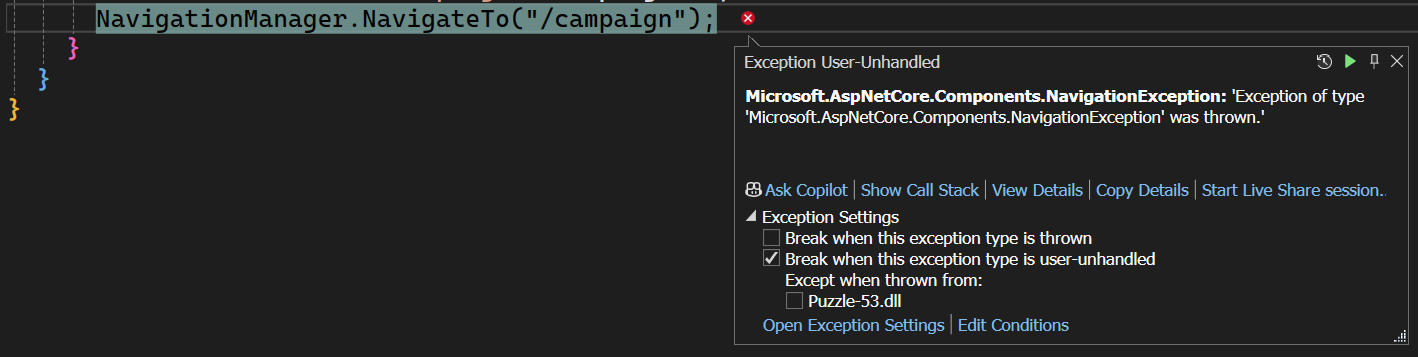 NavigationManager.NavigateTo("/campaign");
}
}
}
Exception User-Unhandled
Microsoft.AspNetCore.Components.NavigationException: 'Exception of type
'Microsoft.AspNetCore.Components.NavigationException' was thrown.'
Ask Copilot | Show Call Stack | View Details | Copy Details | Start Live Share session..
Exception Settings
Break when this exception type is thrown
Break when this exception type is user-unhandled
Except when thrown from:
Puzzle-53.dll
Open Exception Settings | Edit Conditions